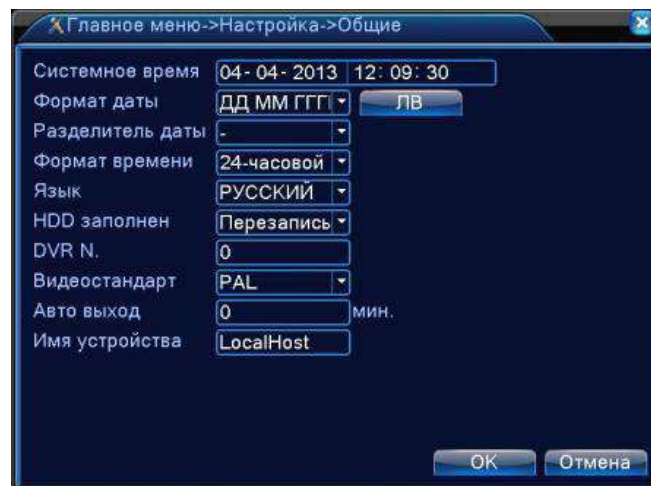 Главное меню->Настройка->Общие
Системное время 04- 04- 2013 12: 09: 30
Формат даты ДД ММ ГГГ ЛВ
Разделитель даты -
Формат времени 24-часовой
Язык РУССКИЙ
HDD заполнен Перезапись
DVR N. 0
Видеостандарт PAL
Авто выход 0 мин.
Имя устройства LocalHost
OK Отмена